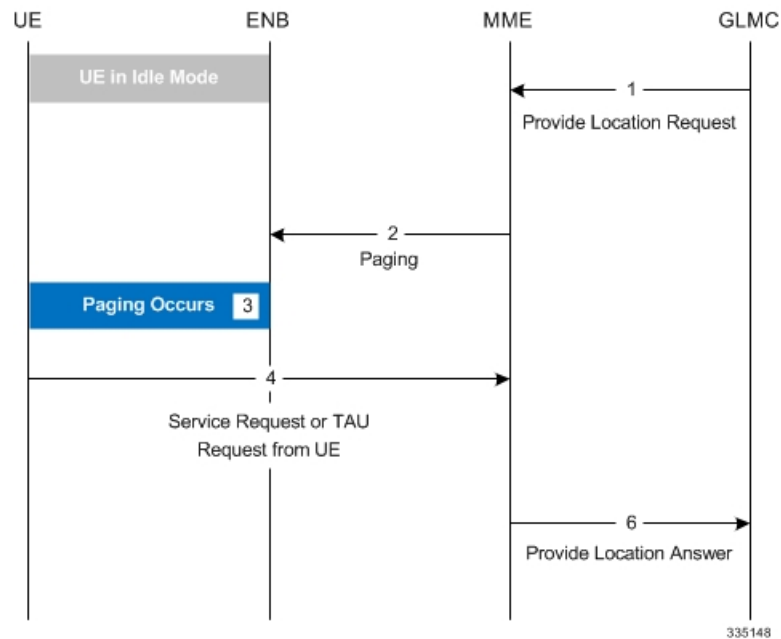 UE ENB MME GLMC
UE in Idle Mode
1
Provide Location Request
2
Paging
Paging Occurs 3
4
Service Request or TAU
Request from UE
6
Provide Location Answer
335148